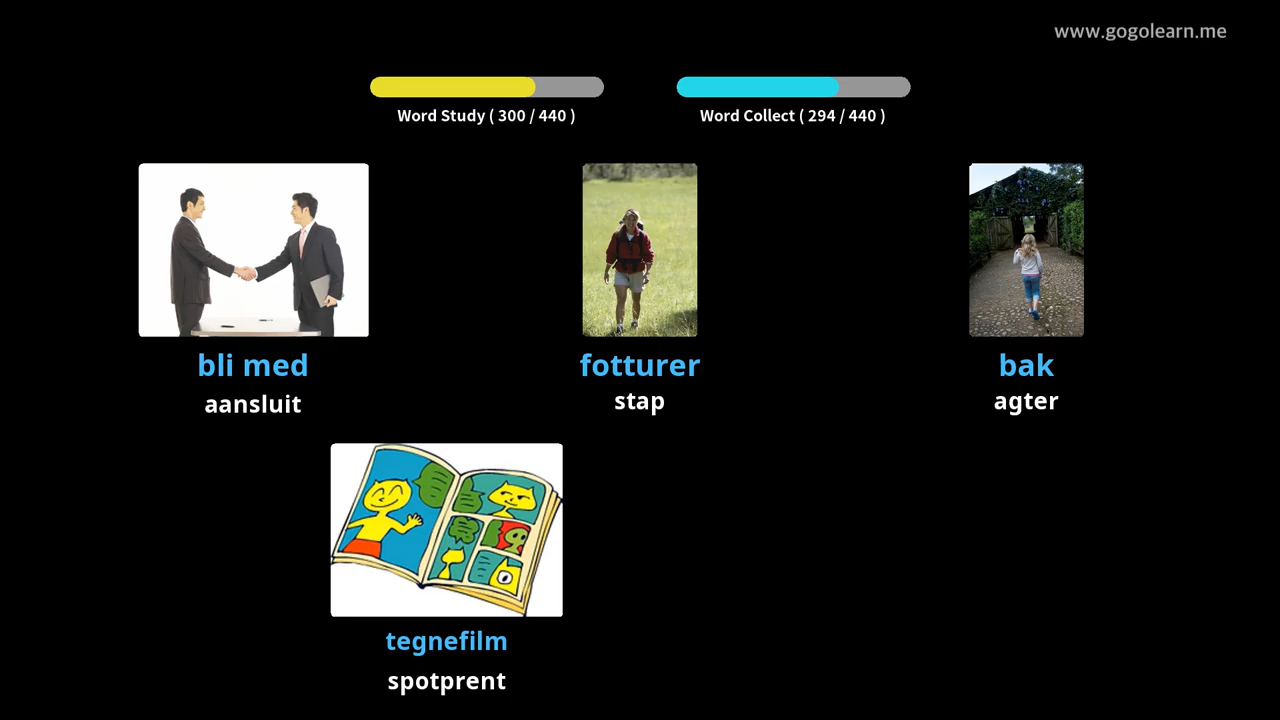 www.gogolearn.me
Word Study ( 300 / 440 )
Word Collect ( 294 / 440 )
bli med
aansluit
fotturer
stap
bak
agter
tegnefilm
spotprent